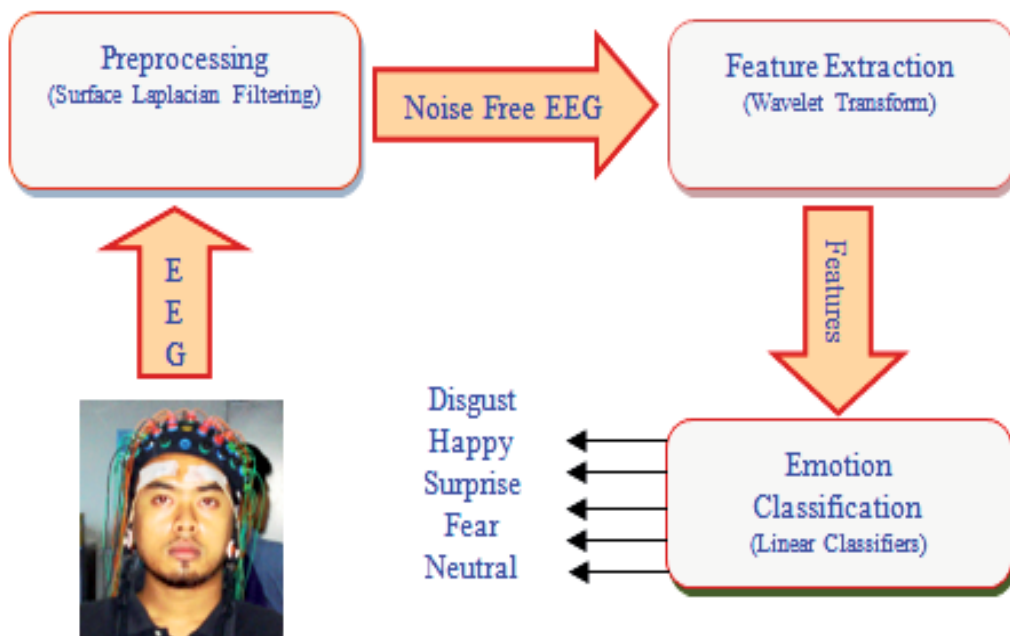 Preprocessing
(Surface Laplacian Filtering)
Noise Free EEG
Feature Extraction
(Wavelet Transform)
E
E
G
Features
Disgust
Happy
Surprise
Fear
Neutral
Emotion
Classification
(Linear Classifiers)